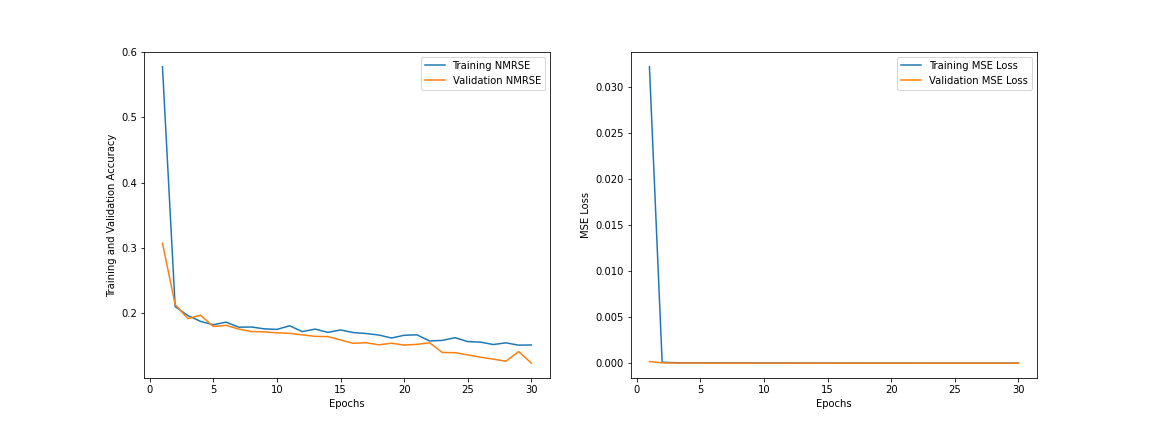 Training and Validation Accuracy
0.6
0.5
0.4
0.3
0.2
0 5 10 15 20 25 30
Epochs
Training NMRSE
Validation NMRSE
MSE Loss
0.030
0.025
0.020
0.015
0.010
0.005
0.000
0 5 10 15 20 25 30
Epochs
Training MSE Loss
Validation MSE Loss